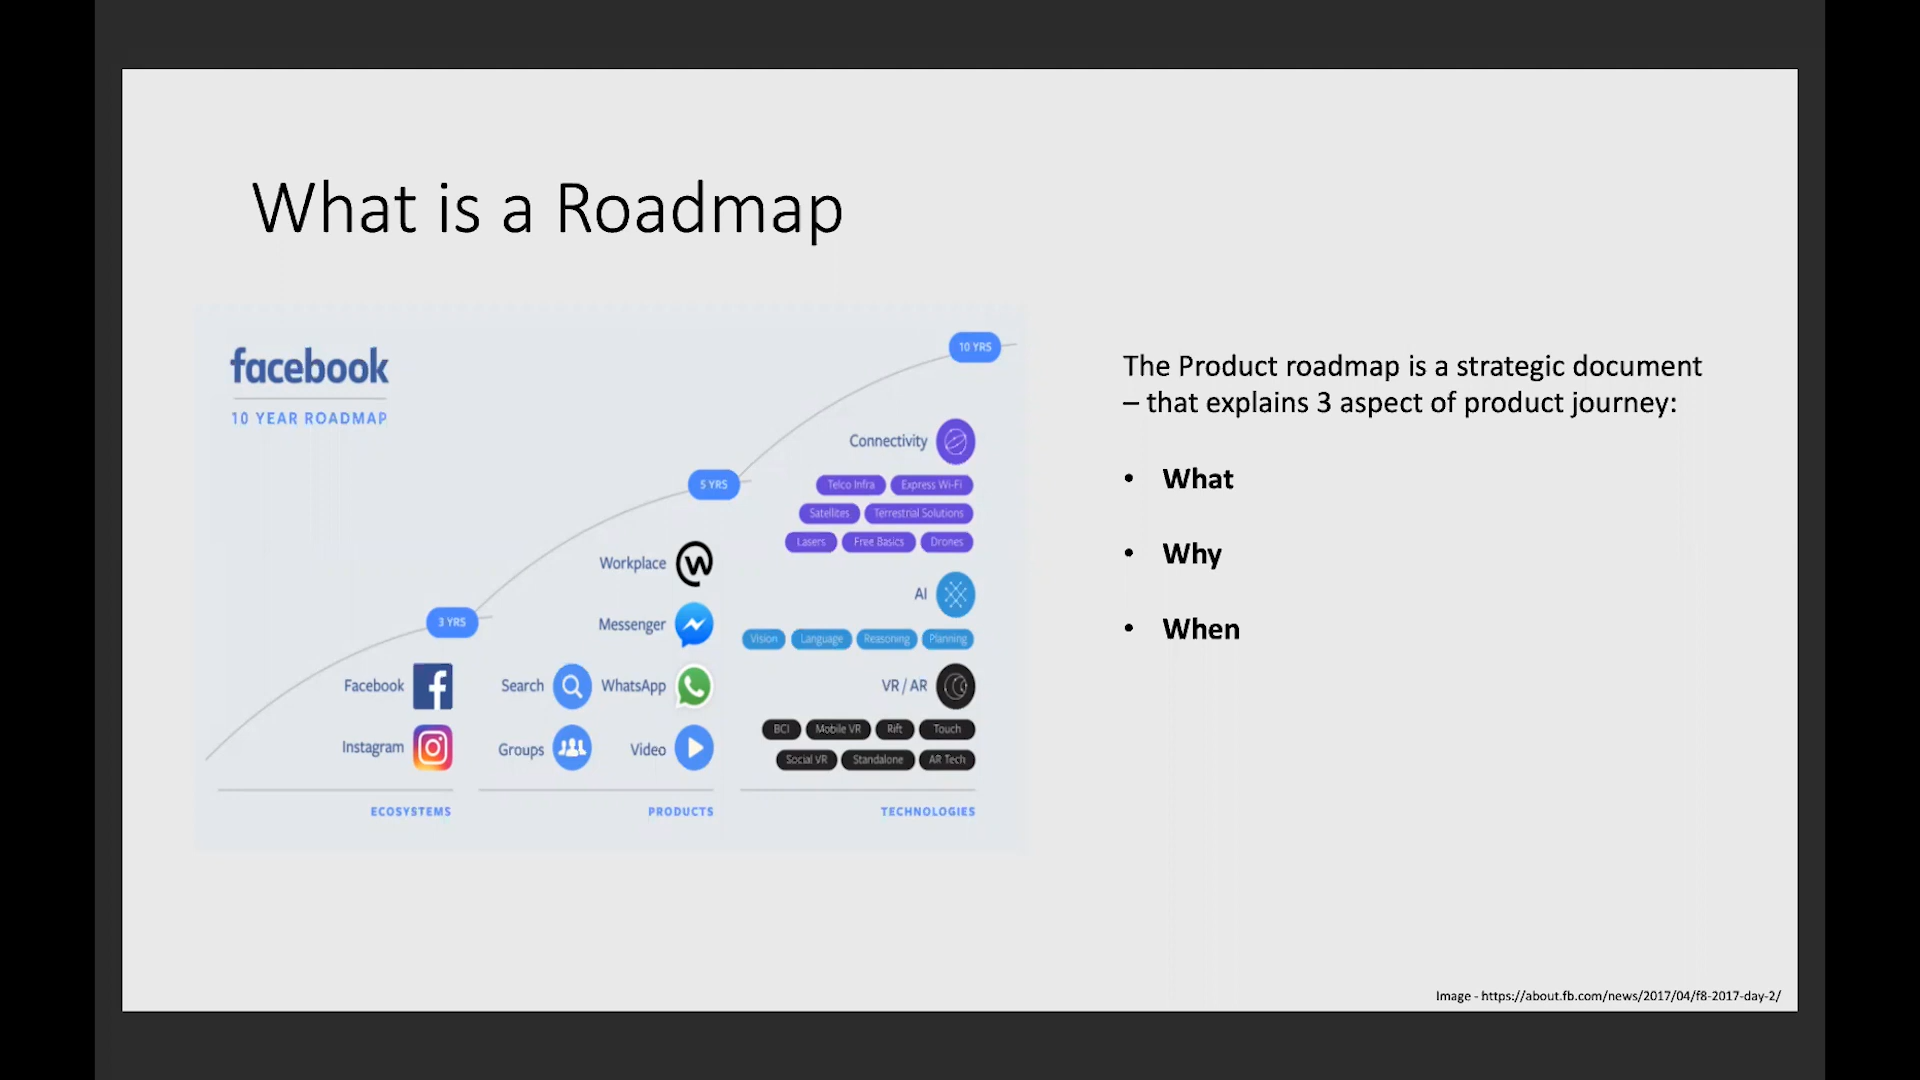 What is a Roadmap
facebook
10 YEAR ROADMAP
10 YRS
5 YRS
3 YRS
Facebook
Instagram
ECOSYSTEMS
Workplace
Messenger
Search
WhatsApp
Groups
Video
PRODUCTS
Connectivity
Telco Infra
Express Wi-Fi
Satellites
Terrestrial Solutions
Lasers
Free Basics
Drones
AI
Vision
Language
Reasoning
Planning
VR / AR
BCI
Mobile VR
Rift
Touch
Social VR
Standalone
AR Tech
TECHNOLOGIES
The Product roadmap is a strategic document
– that explains 3 aspect of product journey:
• What
• Why
• When
Image - https://about.fb.com/news/2017/04/f8-2017-day-2/